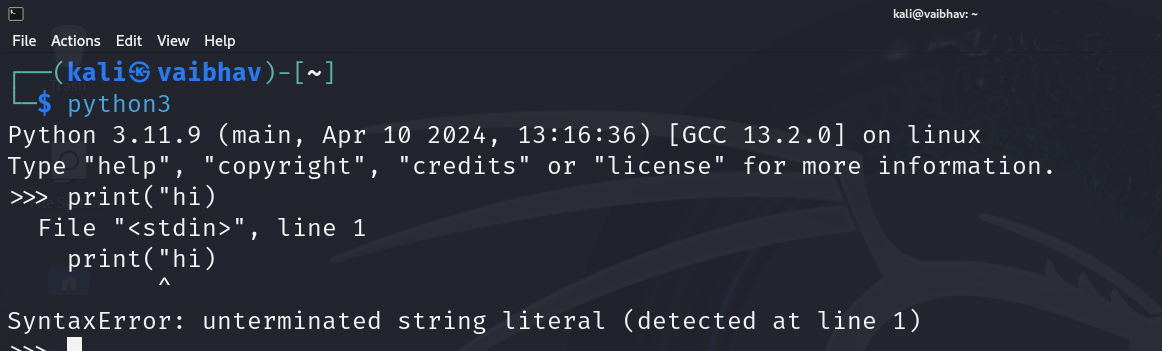 kali@vaibhav: ~
File Actions Edit View Help
┌──(kali㉿vaibhav)-[~]
└─$ python3
Python 3.11.9 (main, Apr 10 2024, 13:16:36) [GCC 13.2.0] on linux
Type "help", "copyright", "credits" or "license" for more information.
>>> print("hi)
  File "<stdin>", line 1
    print("hi)
          ^
SyntaxError: unterminated string literal (detected at line 1)
>>>